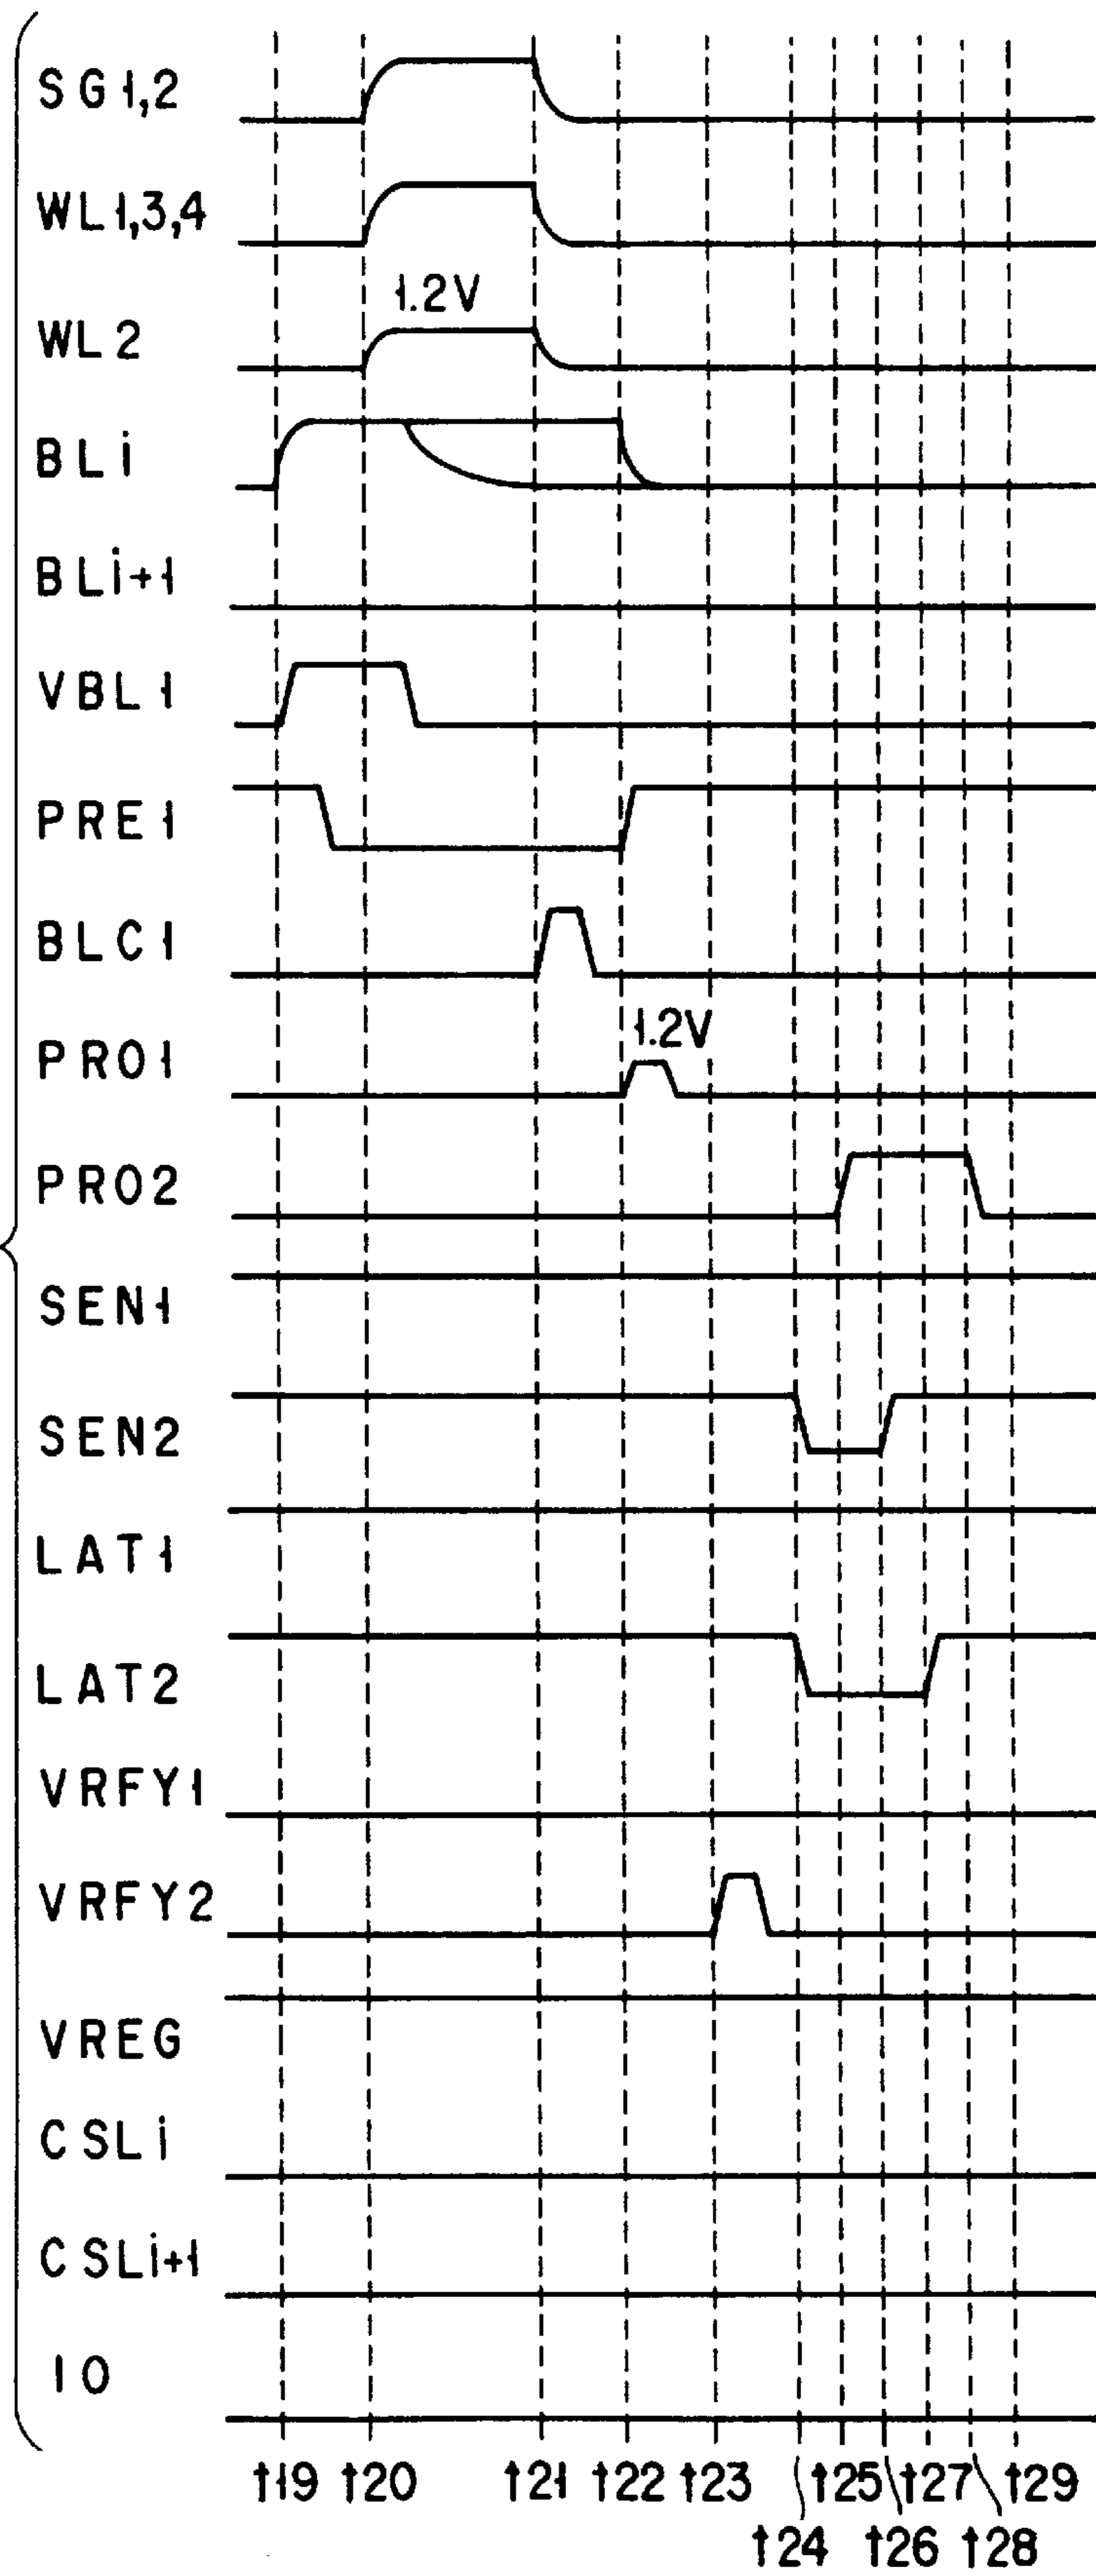 SG1,2
WL1,3,4
1.2V
WL2
BLi
BLi+1
VBL1
PRE1
BLC1
1.2V
PRO1
PRO2
SEN1
SEN2
LAT1
LAT2
VRFY1
VRFY2
VREG
CSLi
CSLi+1
IO
t19 t20 t21 t22 t23 t25 t27 t29
t24 t26 t28